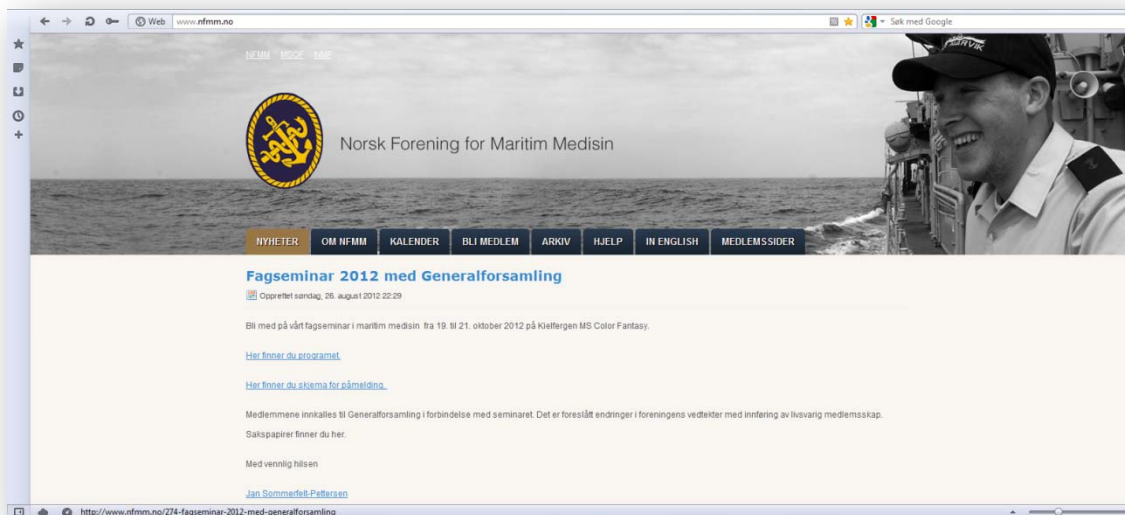 Web www.nfmm.no Søk med Google
NFMM MSOF
Norsk Forening for Maritim Medisin
NYHETER OM NFMM KALENDER BLI MEDLEM ARKIV HJELP IN ENGLISH MEDLEMSSIDER
Fagseminar 2012 med Generalforsamling
Opprettet søndag, 26. august 2012 22:29
Bli med på vårt fagseminar i maritim medisin fra 19. til 21. oktober 2012 på Kielfergen MS Color Fantasy.
Her finner du programet.
Her finner du skjema for påmelding.
Medlemmene innkalles til Generalforsamling i forbindelse med seminaret. Det er foreslått endringer i foreningens vedtekter med innføring av livsvarig medlemsskap.
Sakspapirer finner du her.
Med vennlig hilsen
Jan Sommerfelt-Pettersen
http://www.nfmm.no/274-fagseminar-2012-med-generalforsamling